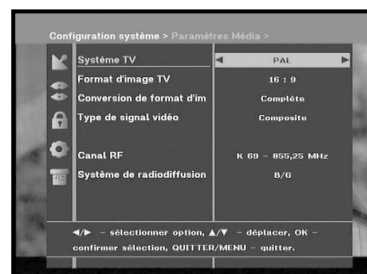 Configuration système > Paramètres Média >
Système TV ◀ PAL ▶
Format d'image TV 16 : 9
Conversion de format d'im Complète
Type de signal vidéo Composite
Canal RF K 69 – 855,25 MHz
Système de radiodiffusion B/G
◀/▶ – sélectionner option, ▲/▼ – déplacer, OK –
confirmer sélection, QUITTER/MENU – quitter.